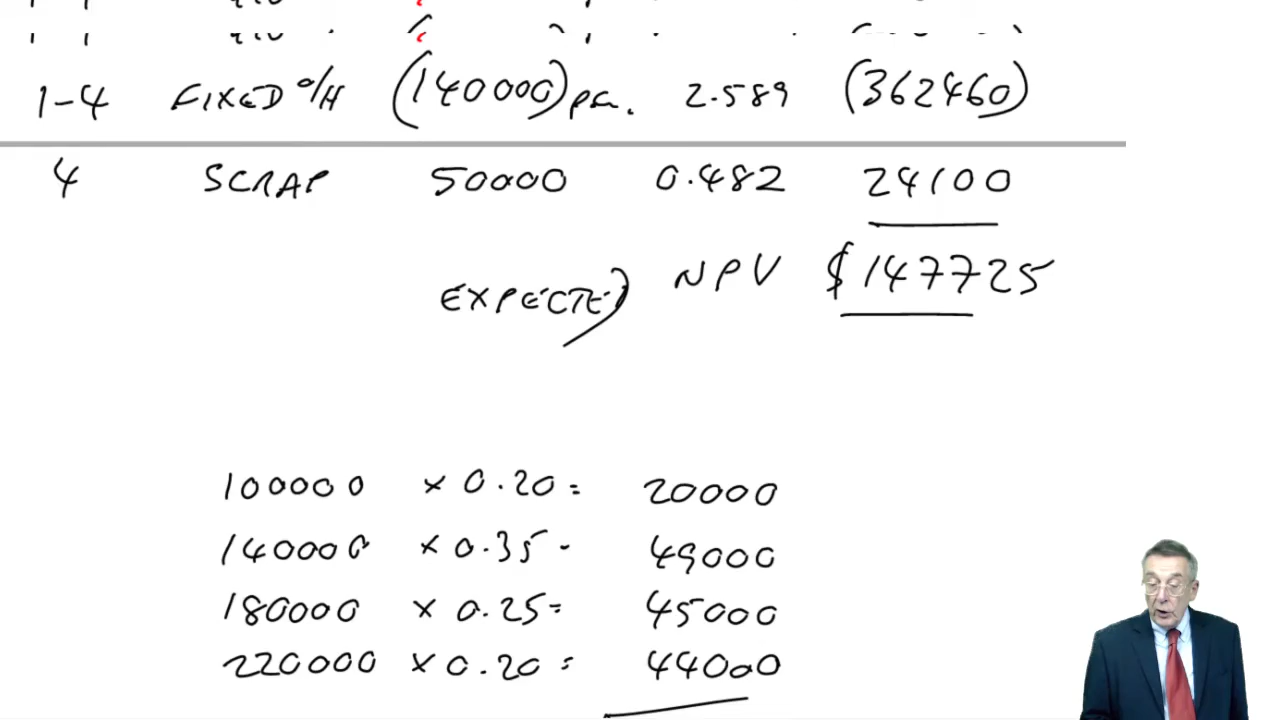 1-4 FIXED O/H (140000) pa. 2.589 (362460)
4 SCRAP 50000 0.482 24100
EXPECTED NPV $147725
100000 × 0.20 = 20000
140000 × 0.35 - 49000
180000 × 0.25 = 45000
220000 × 0.20 = 44000